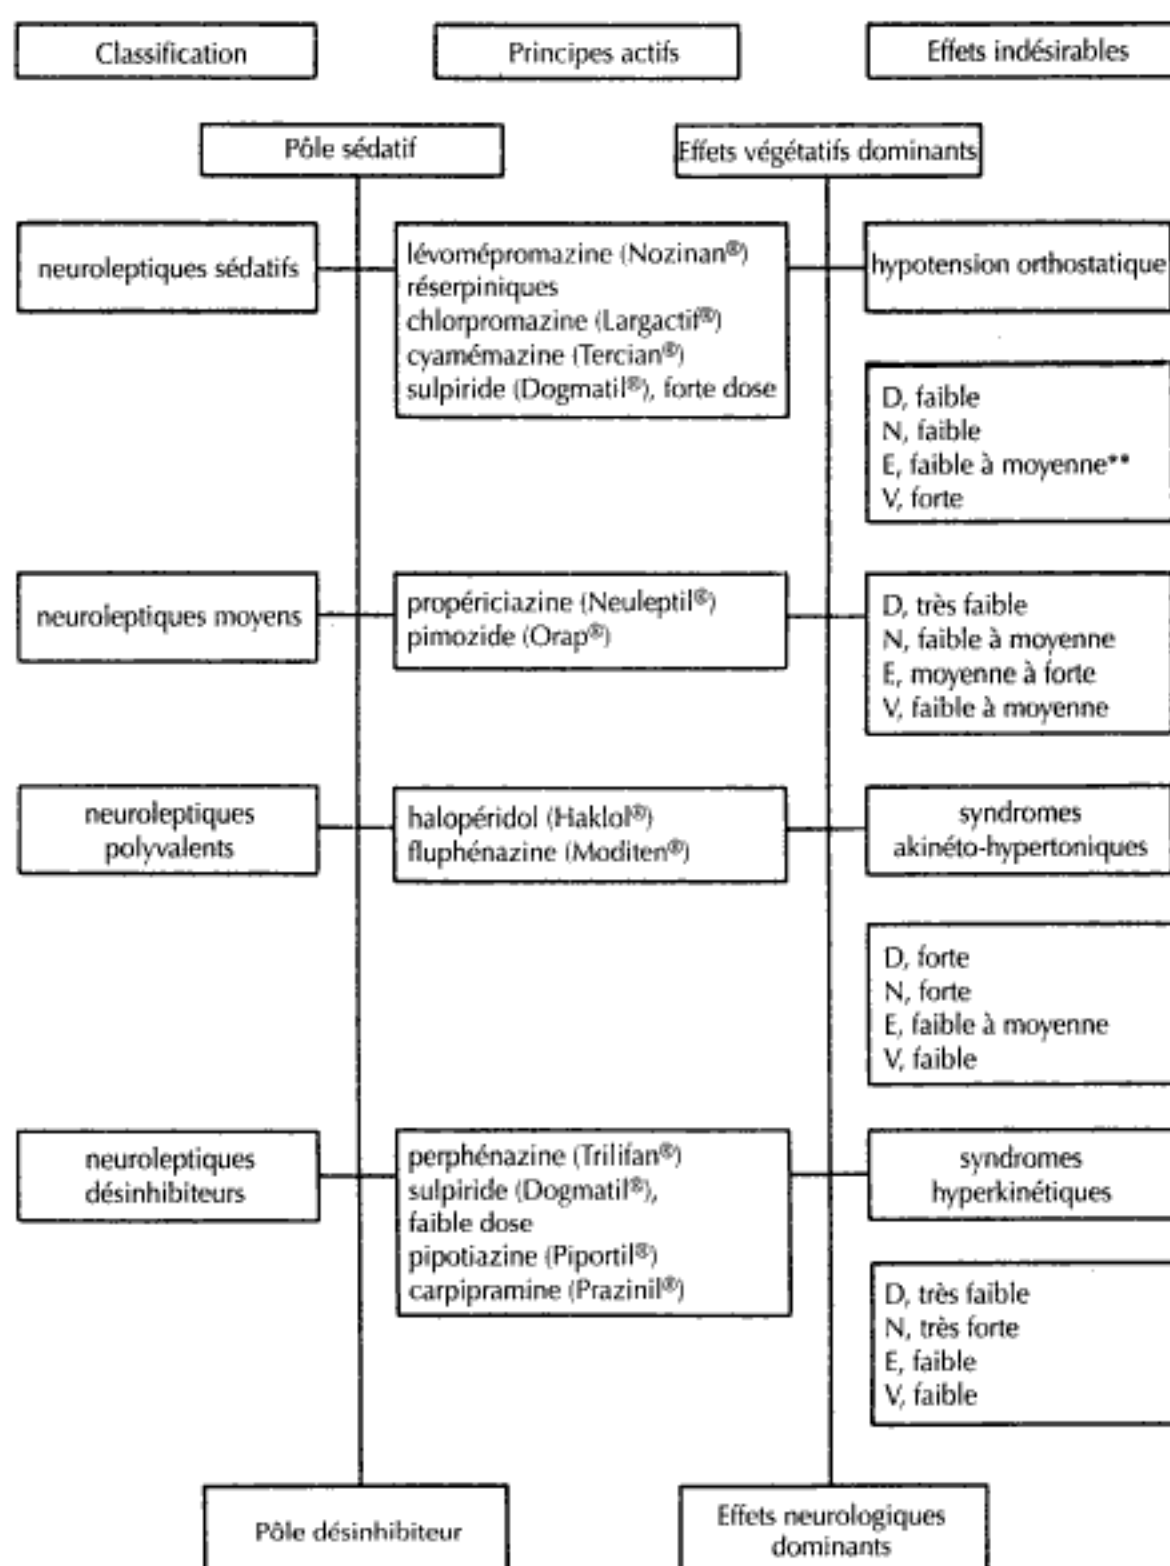 Classification
Principes actifs
Effets indésirables
Pôle sédatif
Effets végétatifs dominants
neuroleptiques sédatifs
lévomépromazine (Nozinan®)
réserpiniques
chlorpromazine (Largactif®)
cyamémazine (Tercian®)
sulpiride (Dogmatil®), forte dose
hypotension orthostatique
D, faible
N, faible
E, faible à moyenne**
V, forte
neuroleptiques moyens
propériciazine (Neuleptil®)
pimozide (Orap®)
D, très faible
N, faible à moyenne
E, moyenne à forte
V, faible à moyenne
neuroleptiques
polyvalents
halopéridol (Haklol®)
fluphénazine (Moditen®)
syndromes
akinéto-hypertoniques
D, forte
N, forte
E, faible à moyenne
V, faible
neuroleptiques
désinhibiteurs
perphénazine (Trilifan®)
sulpiride (Dogmatil®),
faible dose
pipotiazine (Piportil®)
carpipramine (Prazinil®)
syndromes
hyperkinétiques
D, très faible
N, très forte
E, faible
V, faible
Pôle désinhibiteur
Effets neurologiques
dominants